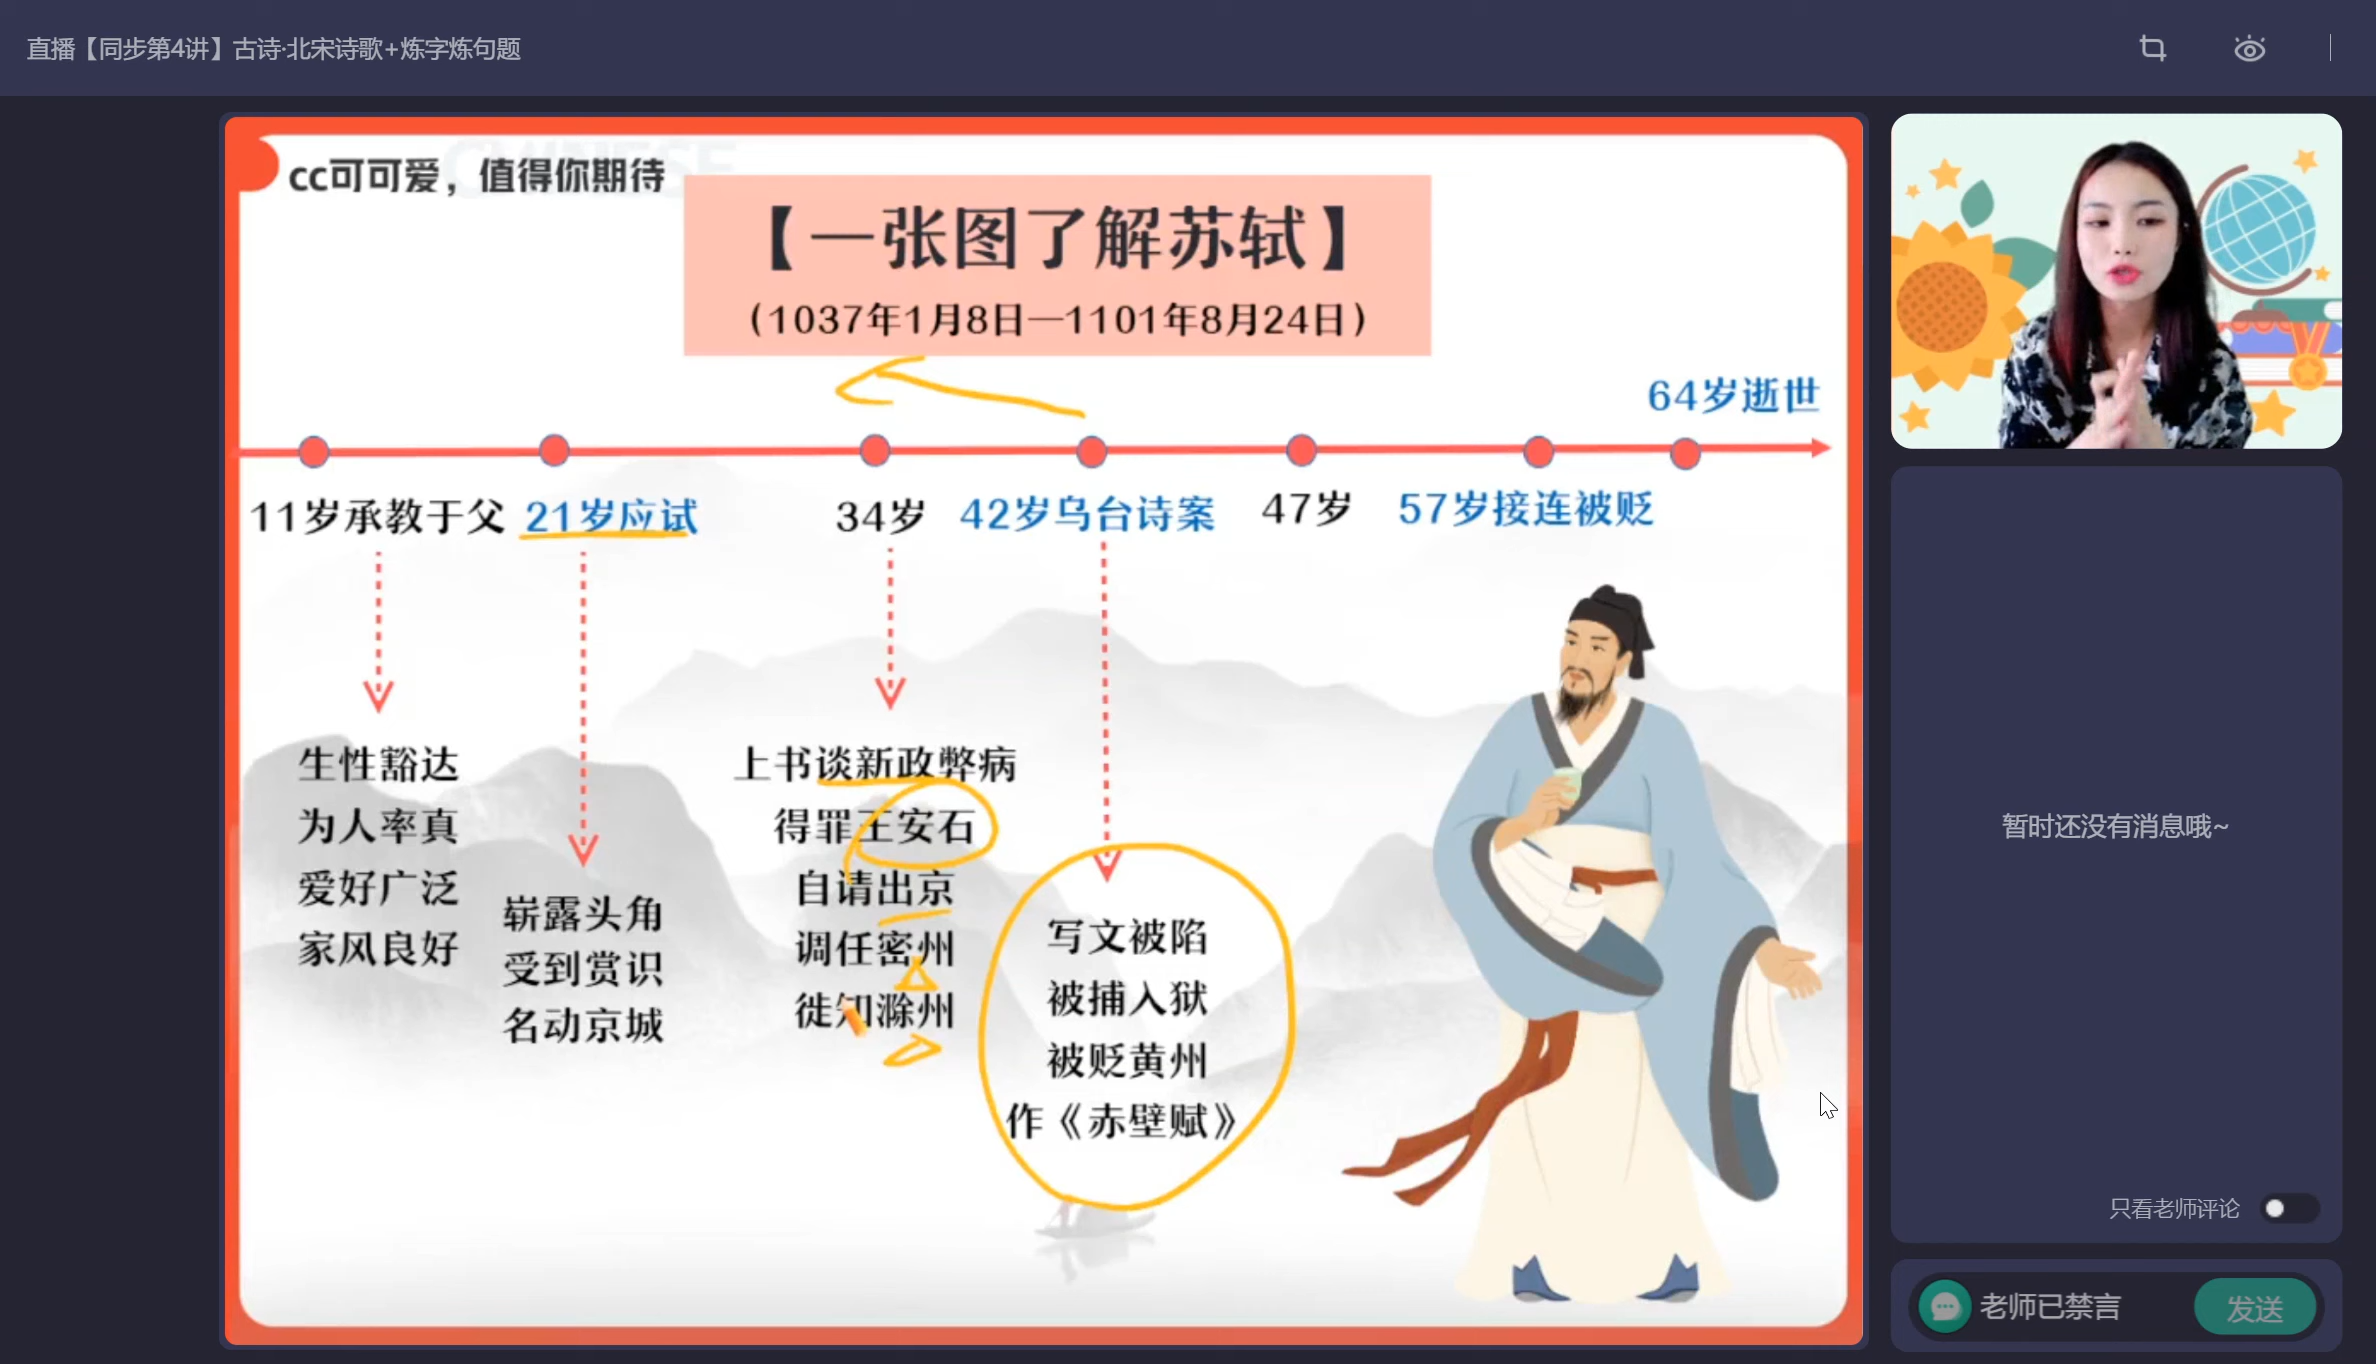 直播【同步第4讲】古诗·北宋诗歌+炼字炼句题
CHINESE
cc可可爱，值得你期待
【一张图了解苏轼】
（1037年1月8日—1101年8月24日）
64岁逝世
11岁承教于父
21岁应试
34岁
42岁乌台诗案
47岁
57岁接连被贬
生性豁达
为人率真
爱好广泛
家风良好
崭露头角
受到赏识
名动京城
上书谈新政弊病
得罪王安石
自请出京
调任密州
徙知滁州
写文被陷
被捕入狱
被贬黄州
作《赤壁赋》
暂时还没有消息哦~
只看老师评论
老师已禁言
发送